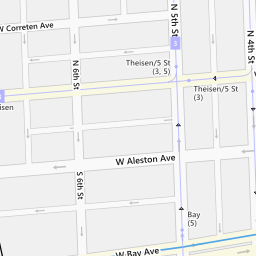 W Correten Ave
N 5th St
3
N 4th St
N 6th St
Theisen/5 St
(3, 5)
Theisen/5 St
(3)
W Aleston Ave
S 6th St
Bay
(5)
W Bay Ave